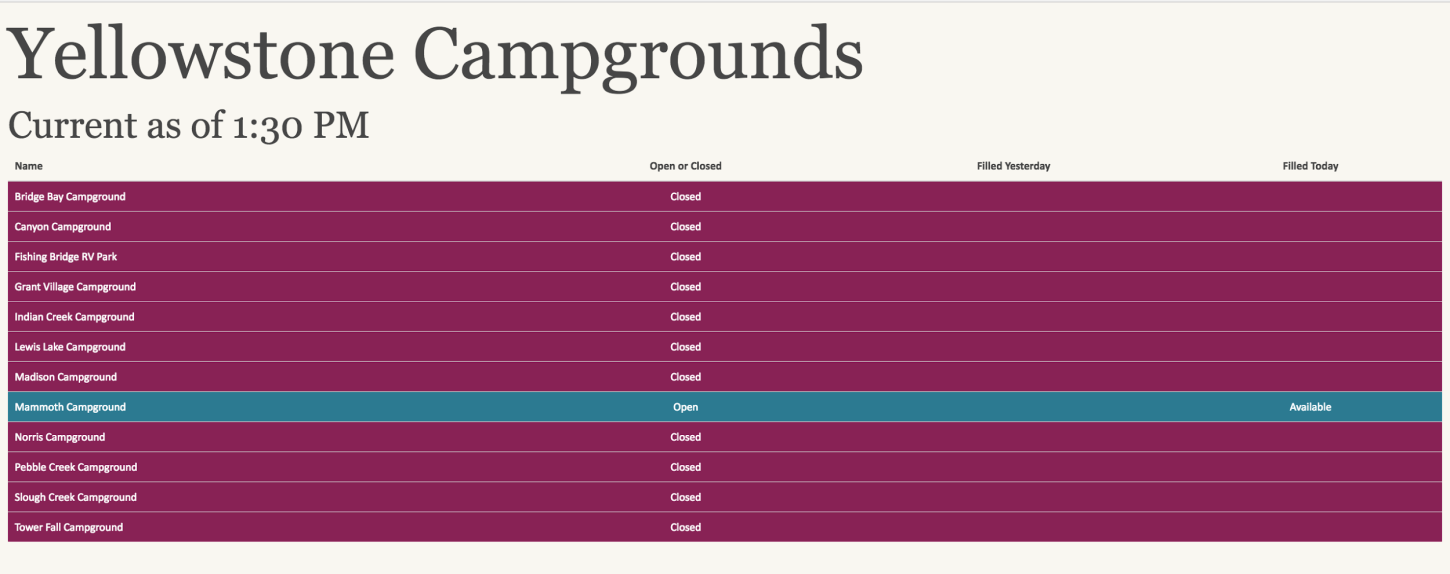 Yellowstone Campgrounds
Current as of 1:30 PM
Name Open or Closed Filled Yesterday Filled Today
Bridge Bay Campground Closed
Canyon Campground Closed
Fishing Bridge RV Park Closed
Grant Village Campground Closed
Indian Creek Campground Closed
Lewis Lake Campground Closed
Madison Campground Closed
Mammoth Campground Open Available
Norris Campground Closed
Pebble Creek Campground Closed
Slough Creek Campground Closed
Tower Fall Campground Closed